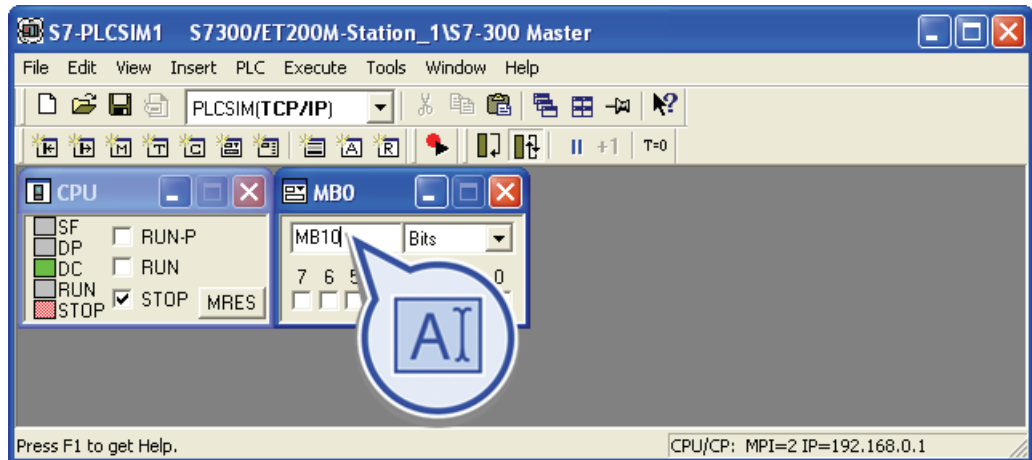 S7-PLCSIM1 S7300/ET200M-Station_1\S7-300 Master
File Edit View Insert PLC Execute Tools Window Help
PLCSIM(TCP/IP)
+1 T=0
CPU
SF
DP
DC
RUN
STOP
RUN-P
RUN
STOP
MRES
MB0
MB10 Bits
7 6 5 0
A
Press F1 to get Help.
CPU/CP: MPI=2 IP=192.168.0.1